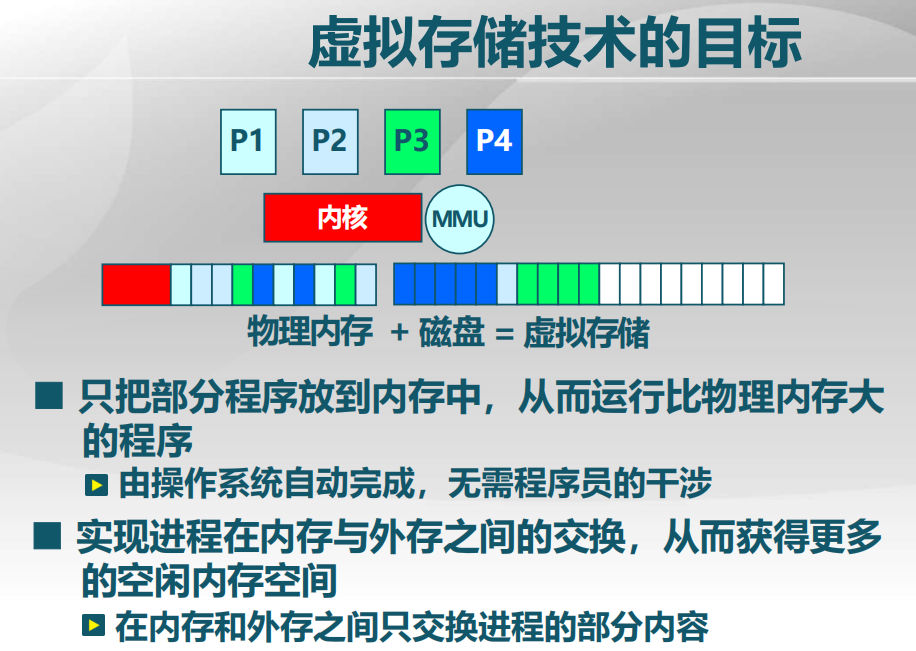 虚拟存储技术的目标
P1 P2 P3 P4
内核 MMU
物理内存 + 磁盘 = 虚拟存储
只把部分程序放到内存中，从而运行比物理内存大
的程序
由操作系统自动完成，无需程序员的干涉
实现进程在内存与外存之间的交换，从而获得更多
的空闲内存空间
在内存和外存之间只交换进程的部分内容